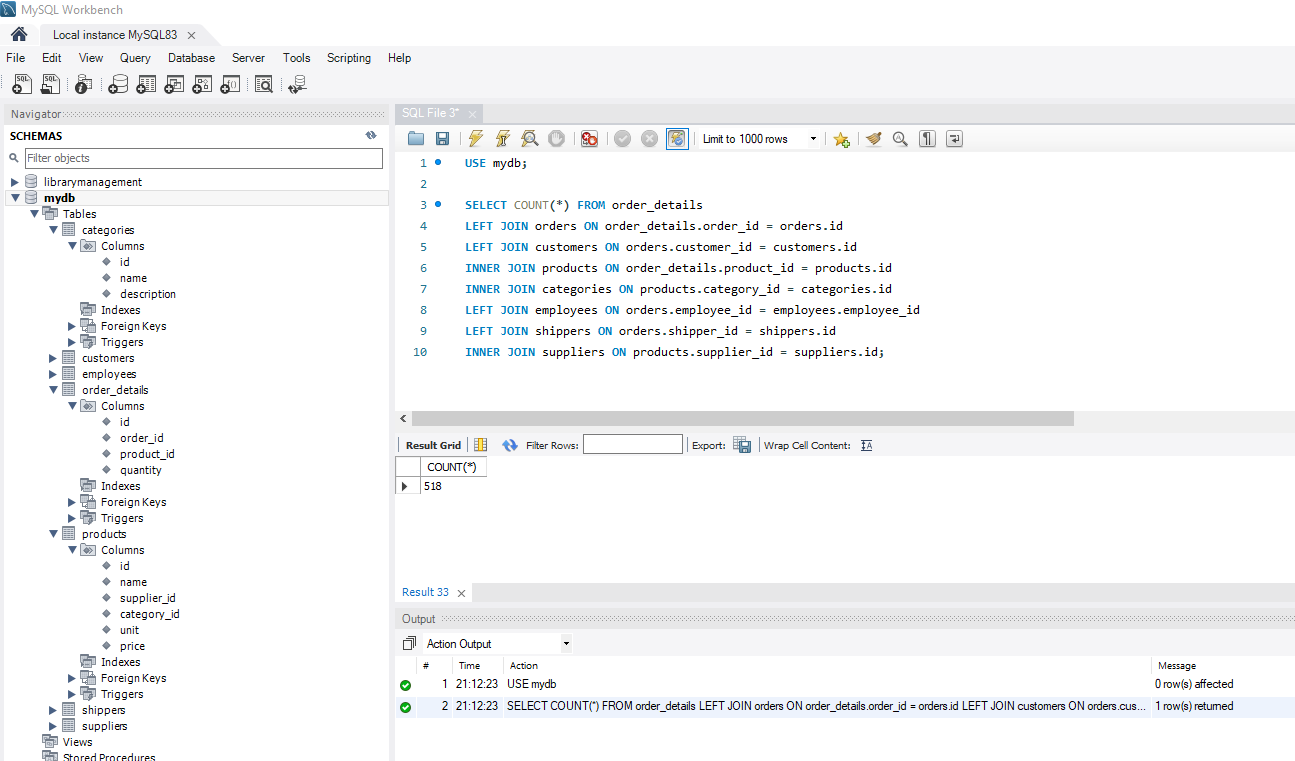 MySQL Workbench
Local instance MySQL83
File Edit View Query Database Server Tools Scripting Help
Navigator
SCHEMAS
Filter objects
librarymanagement
mydb
Tables
categories
Columns
id
name
description
Indexes
Foreign Keys
Triggers
customers
employees
order_details
Columns
id
order_id
product_id
quantity
Indexes
Foreign Keys
Triggers
products
Columns
id
name
supplier_id
category_id
unit
price
Indexes
Foreign Keys
Triggers
shippers
suppliers
Views
Stored Procedures
SQL File 3*
Limit to 1000 rows
1 USE mydb;
2
3 SELECT COUNT(*) FROM order_details
4 LEFT JOIN orders ON order_details.order_id = orders.id
5 LEFT JOIN customers ON orders.customer_id = customers.id
6 INNER JOIN products ON order_details.product_id = products.id
7 INNER JOIN categories ON products.category_id = categories.id
8 LEFT JOIN employees ON orders.employee_id = employees.employee_id
9 LEFT JOIN shippers ON orders.shipper_id = shippers.id
10 INNER JOIN suppliers ON products.supplier_id = suppliers.id;
Result Grid Filter Rows: Export: Wrap Cell Content: IA
COUNT(*)
518
Result 33
Output
Action Output
# Time Action Message
1 21:12:23 USE mydb 0 row(s) affected
2 21:12:23 SELECT COUNT(*) FROM order_details LEFT JOIN orders ON order_details.order_id = orders.id LEFT JOIN customers ON orders.cus... 1 row(s) returned